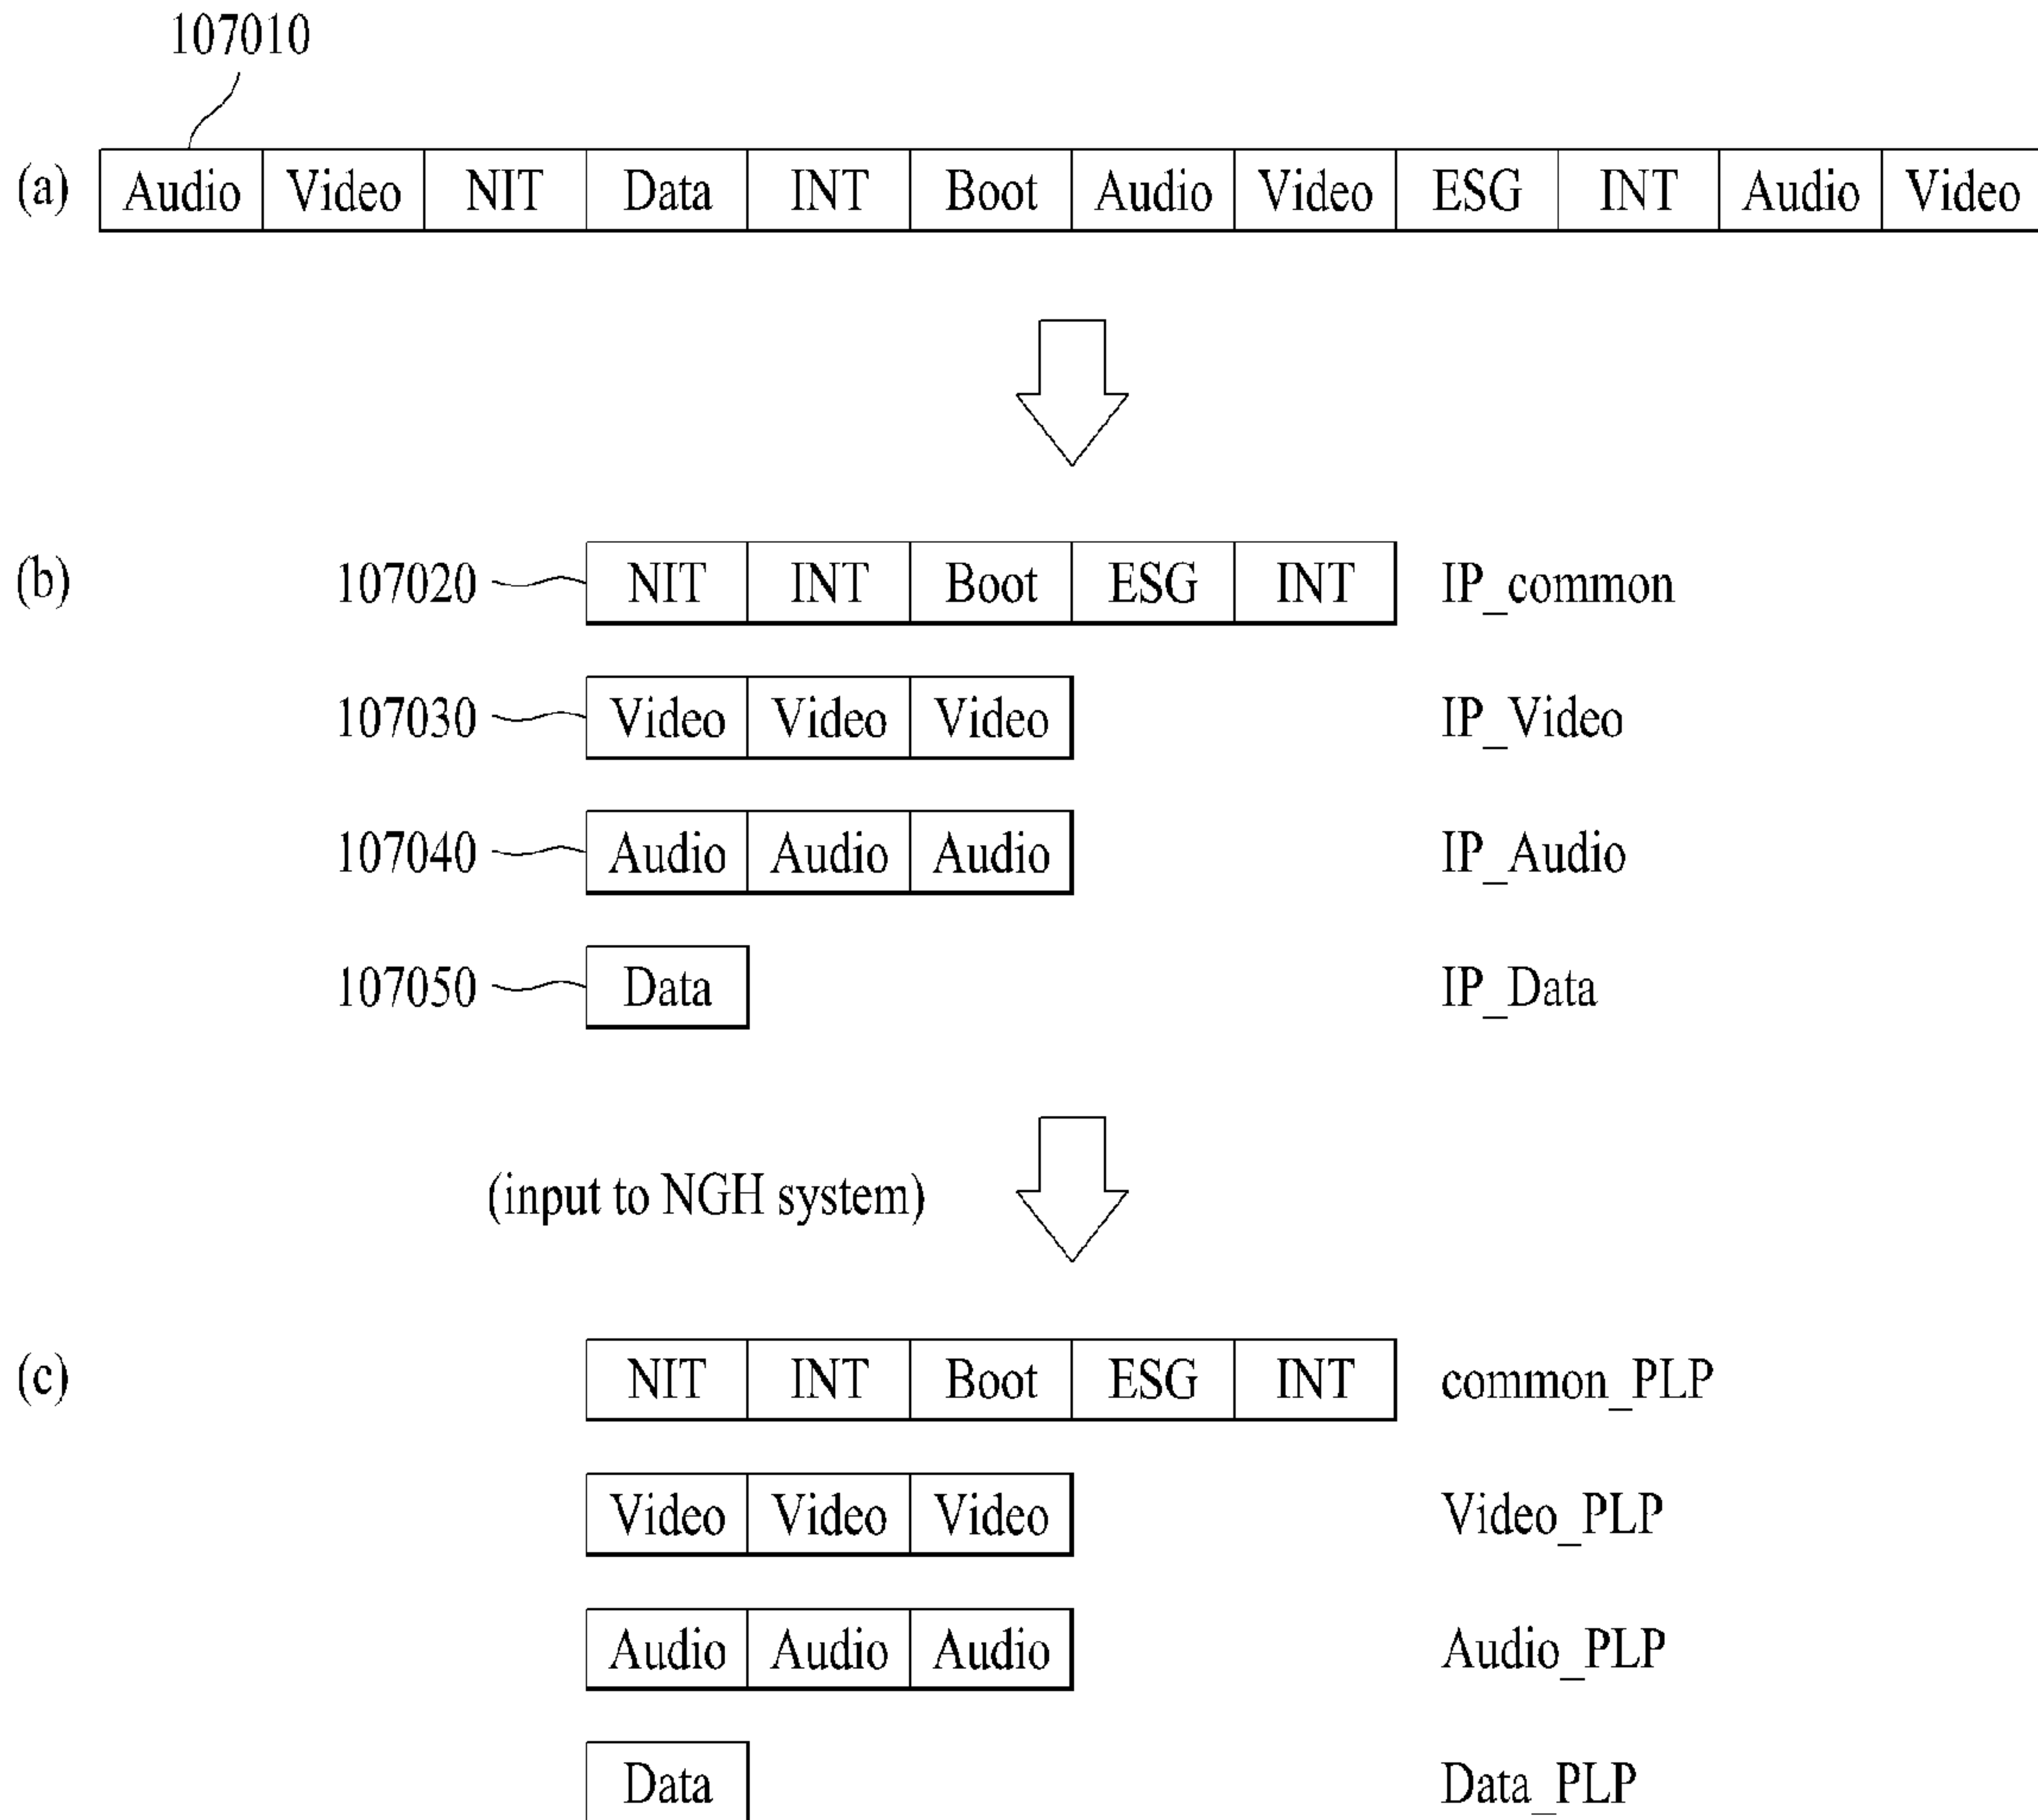 107010
(a) Audio Video NIT Data INT Boot Audio Video ESG INT Audio Video
(b) 107020 NIT INT Boot ESG INT IP_common
107030 Video Video Video IP_Video
107040 Audio Audio Audio IP_Audio
107050 Data IP_Data
(input to NGH system)
(c) NIT INT Boot ESG INT common_PLP
Video Video Video Video_PLP
Audio Audio Audio Audio_PLP
Data Data_PLP